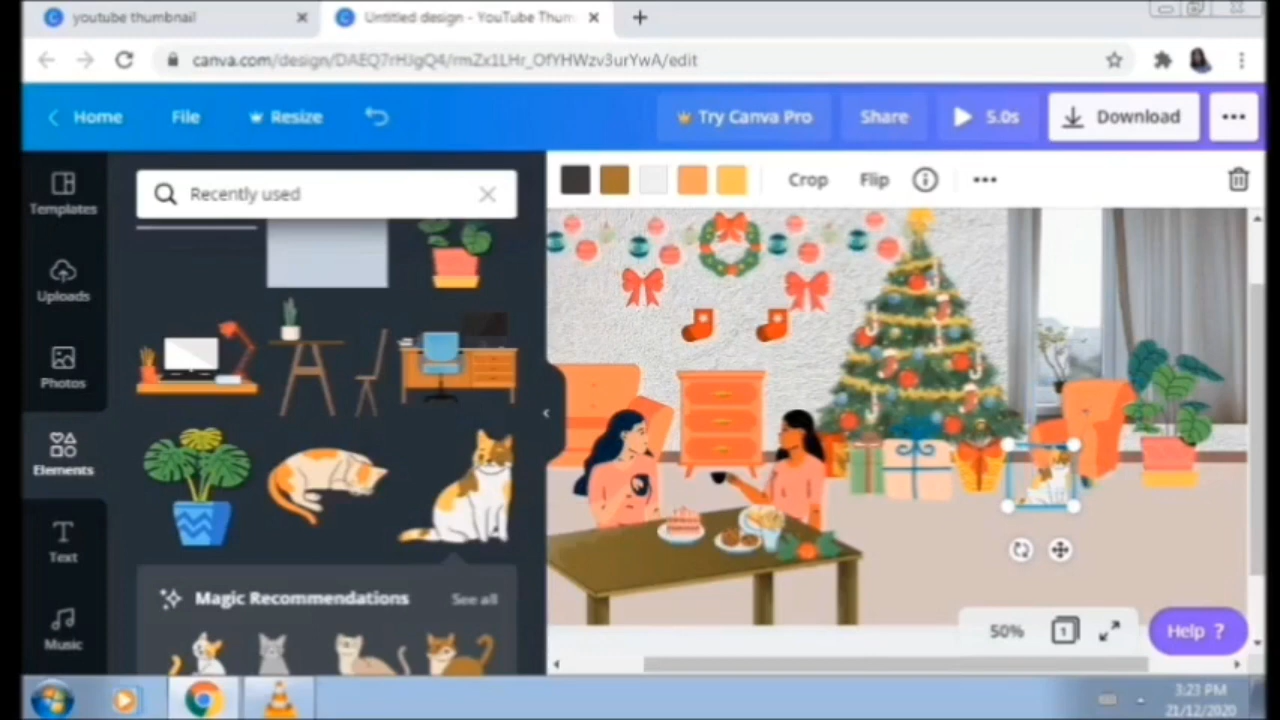 youtube thumbnail
Untitled design - YouTube Thum
canva.com/design/DAEQ7rHJgQ4/rmZx1LHr_OfYHWzv3urYwA/edit
Home
File
Resize
Try Canva Pro
Share
5.0s
Download
Templates
Uploads
Photos
Elements
Text
Music
Recently used
Crop
Flip
Magic Recommendations
See all
50%
1
Help ?
3:23 PM
21/12/2020